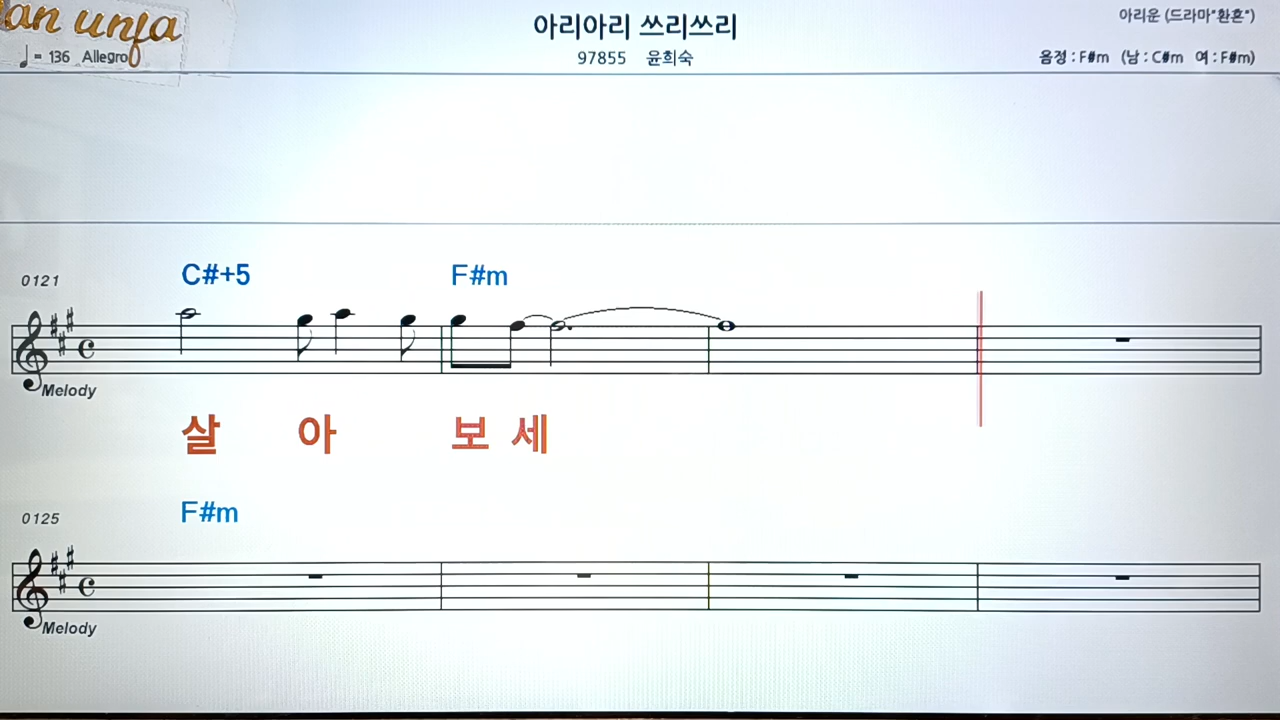 an unja
아리아리 쓰리쓰리
아리운 (드라마"환혼")
♩= 136 Allegro
97855 윤희숙
음정 : F#m (남 : C#m 여 : F#m)
0121
C#+5 F#m
Melody
살 아 보 세
0125
F#m
Melody